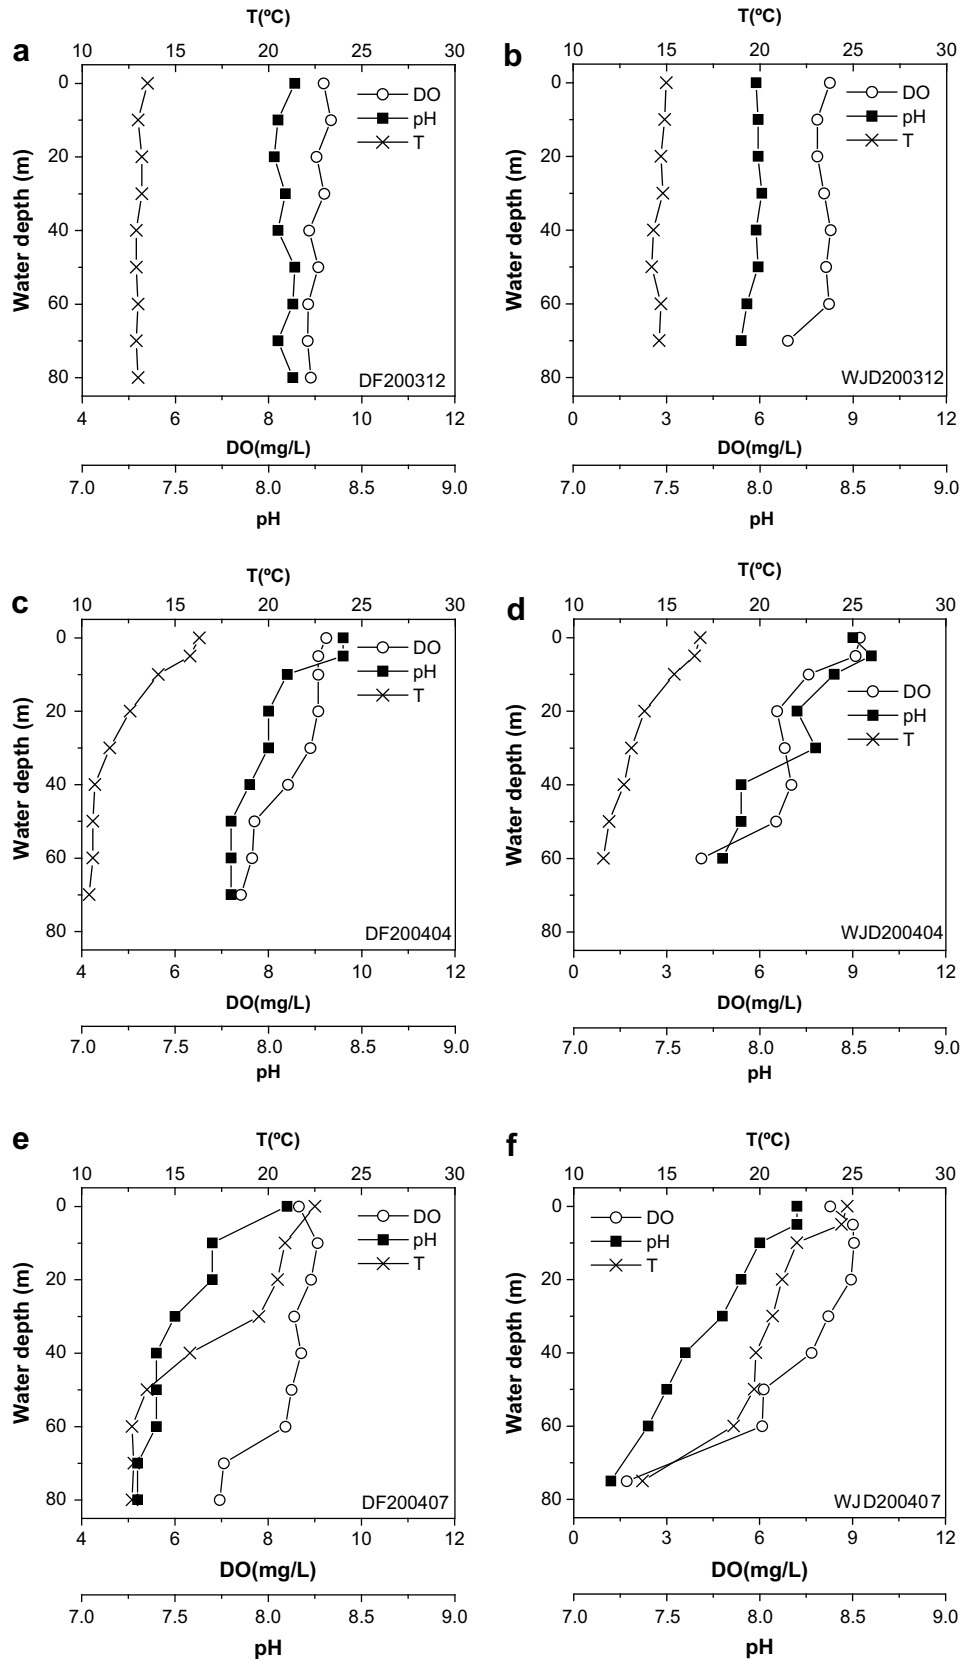 T(ºC)
T(ºC)
a
10 15 20 25 30
b
10 15 20 25 30
0
20
40
60
80
Water depth (m)
DO
pH
T
DF200312
4 6 8 10 12
DO(mg/L)
7.0 7.5 8.0 8.5 9.0
pH
0
20
40
60
80
Water depth (m)
DO
pH
T
WJD200312
0 3 6 9 12
DO(mg/L)
7.0 7.5 8.0 8.5 9.0
pH
T(ºC)
c
10 15 20 25 30
0
20
40
60
80
Water depth (m)
DO
pH
T
DF200404
4 6 8 10 12
DO(mg/L)
7.0 7.5 8.0 8.5 9.0
pH
T(ºC)
d
10 15 20 25 30
0
20
40
60
80
Water depth (m)
DO
pH
T
WJD200404
0 3 6 9 12
DO(mg/L)
7.0 7.5 8.0 8.5 9.0
pH
T(ºC)
e
10 15 20 25 30
0
20
40
60
80
Water depth (m)
DO
pH
T
DF200407
4 6 8 10 12
DO(mg/L)
7.0 7.5 8.0 8.5 9.0
pH
T(ºC)
f
10 15 20 25 30
0
20
40
60
80
Water depth (m)
DO
pH
T
WJD200407
0 3 6 9 12
DO(mg/L)
7.0 7.5 8.0 8.5 9.0
pH